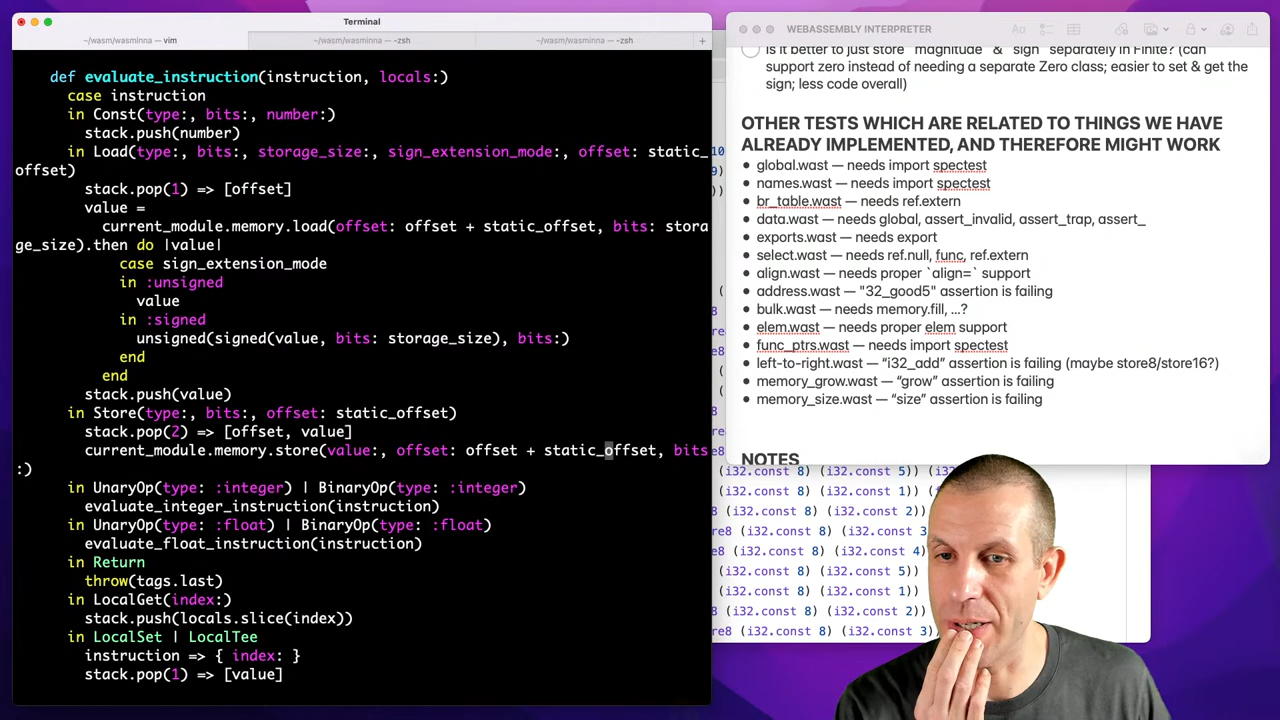 Terminal
~/wasm/wasminna — vim
~/wasm/wasminna — -zsh
~/wasm/wasminna — -zsh
+
def evaluate_instruction(instruction, locals:)
case instruction
in Const(type:, bits:, number:)
stack.push(number)
in Load(type:, bits:, storage_size:, sign_extension_mode:, offset: static_
offset)
stack.pop(1) => [offset]
value =
current_module.memory.load(offset: offset + static_offset, bits: stora
ge_size).then do |value|
case sign_extension_mode
in :unsigned
value
in :signed
unsigned(signed(value, bits: storage_size), bits:)
end
end
stack.push(value)
in Store(type:, bits:, offset: static_offset)
stack.pop(2) => [offset, value]
current_module.memory.store(value:, offset: offset + static_offset, bits
:)
in UnaryOp(type: :integer) | BinaryOp(type: :integer)
evaluate_integer_instruction(instruction)
in UnaryOp(type: :float) | BinaryOp(type: :float)
evaluate_float_instruction(instruction)
in Return
throw(tags.last)
in LocalGet(index:)
stack.push(locals.slice(index))
in LocalSet | LocalTee
instruction => { index: }
stack.pop(1) => [value]
WEBASSEMBLY INTERPRETER
Is it better to just store "magnitude" & "sign" separately in Finite? (can
support zero instead of needing a separate Zero class; easier to set & get the
sign; less code overall)
OTHER TESTS WHICH ARE RELATED TO THINGS WE HAVE
ALREADY IMPLEMENTED, AND THEREFORE MIGHT WORK
• global.wast — needs import spectest
• names.wast — needs import spectest
• br_table.wast — needs ref.extern
• data.wast — needs global, assert_invalid, assert_trap, assert_
• exports.wast — needs export
• select.wast — needs ref.null, func, ref.extern
• align.wast — needs proper `align=` support
• address.wast — "32_good5" assertion is failing
• bulk.wast — needs memory.fill, ...?
• elem.wast — needs proper elem support
• func_ptrs.wast — needs import spectest
• left-to-right.wast — “i32_add” assertion is failing (maybe store8/store16?)
• memory_grow.wast — “grow” assertion is failing
• memory_size.wast — “size” assertion is failing
NOTES
(i32.const 8) (i32.const 5))
(i32.const 8) (i32.const 1))
(i32.const 8) (i32.const 2))
re8 (i32.const 8) (i32.const 3
e8 (i32.const 8) (i32.const 4)
(i32.const 8) (i32.const 5))
(i32.const 8) (i32.const 1))
(i32.const 8) (i32.const 2))
re8 (i32.const 8) (i32.const 3)